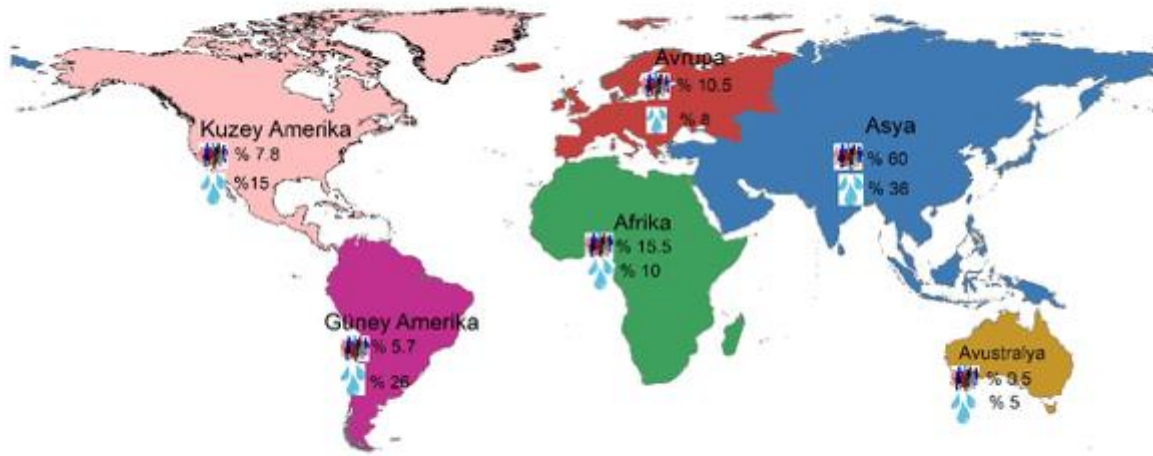 Kuzey Amerika
% 7.8
%15
Güney Amerika
% 5.7
% 26
Avrupa
% 10.5
% 8
Afrika
% 15.5
% 10
Asya
% 60
% 36
Avustralya
% 0.5
% 5